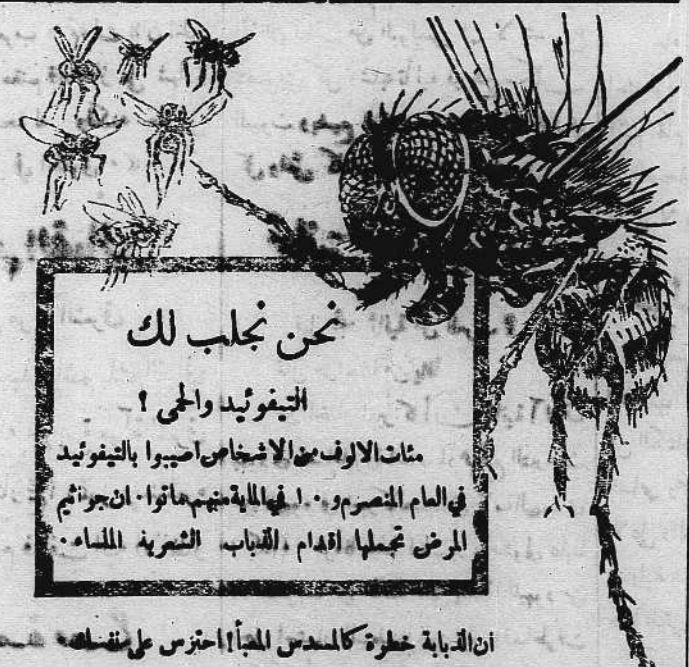 نحن نجلب لك
التيفوئيد والحمى ؟
مئات الالوف من الاشخاص اصيبوا بالتيفوئيد
في العام المنصرم و ١٠ في الماية منهم ماتوا · ان جراثيم
المرض تحملها اقدام الذباب الشعرية الملساء ·
ان الذبابة خطرة كالمسدس المعبأ ! احترس على نفسك